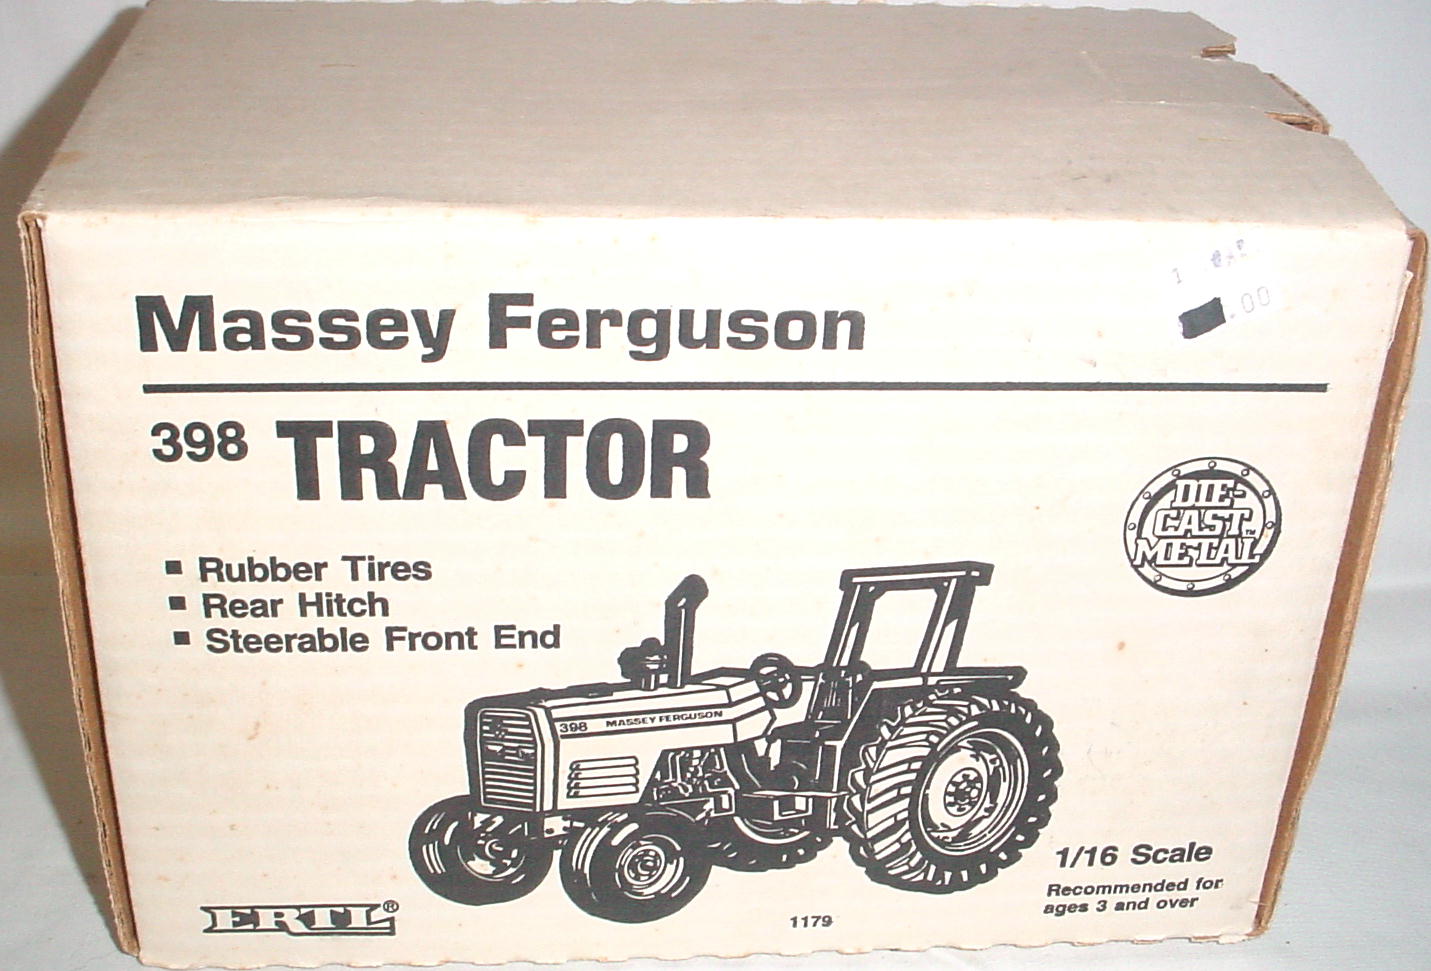 .00
Massey Ferguson
398 TRACTOR
DIE-
CAST™
METAL
▪ Rubber Tires
▪ Rear Hitch
▪ Steerable Front End
398 MASSEY FERGUSON
1/16 Scale
Recommended for
ages 3 and over
ERTL®
1179